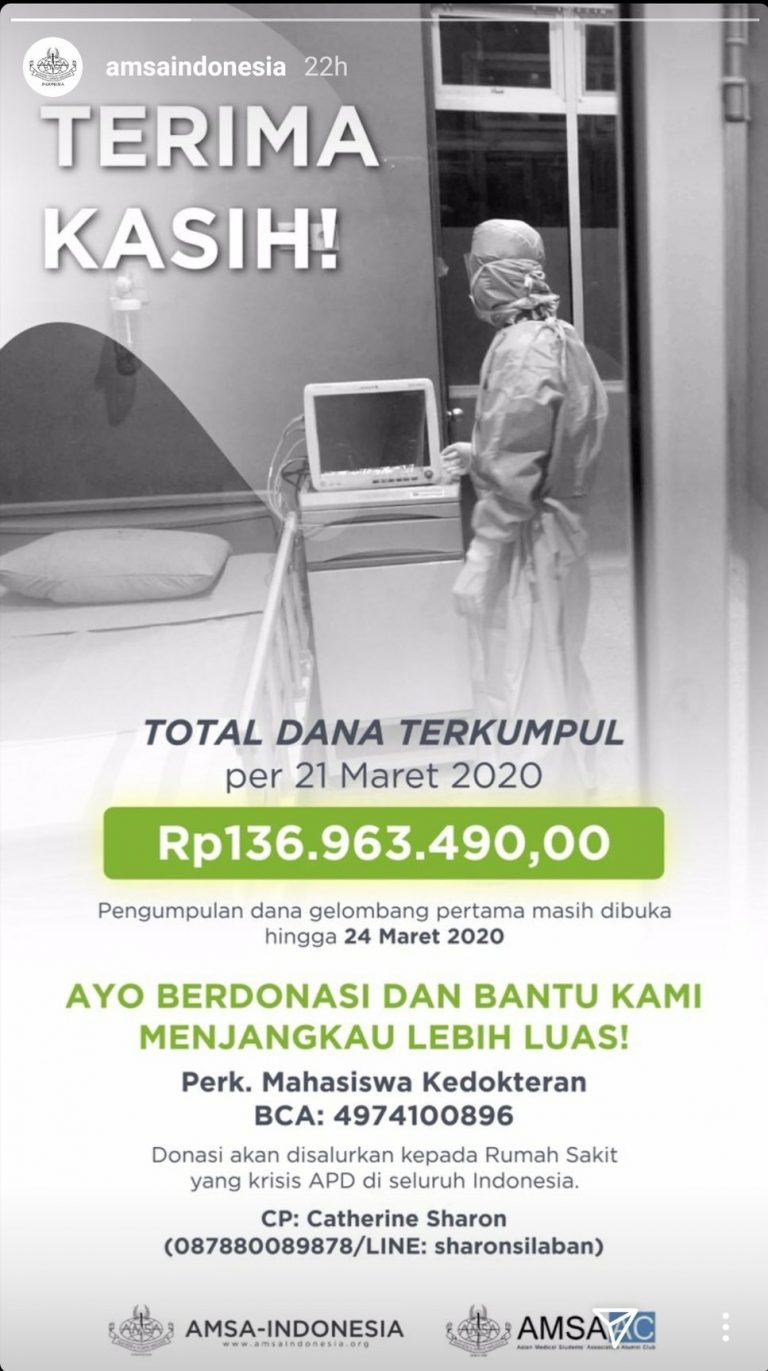 amsaindonesia 22h
TERIMA
KASIH!
TOTAL DANA TERKUMPUL
per 21 Maret 2020
Rp136.963.490,00
Pengumpulan dana gelombang pertama masih dibuka
hingga 24 Maret 2020
AYO BERDONASI DAN BANTU KAMI
MENJANGKAU LEBIH LUAS!
Perk. Mahasiswa Kedokteran
BCA: 4974100896
Donasi akan disalurkan kepada Rumah Sakit
yang krisis APD di seluruh Indonesia.
CP: Catherine Sharon
(087880089878/LINE: sharonsilaban)
AMSA-INDONESIA
www.amsaindonesia.org
AMSA AC
Asian Medical Students' Association Alumni Club